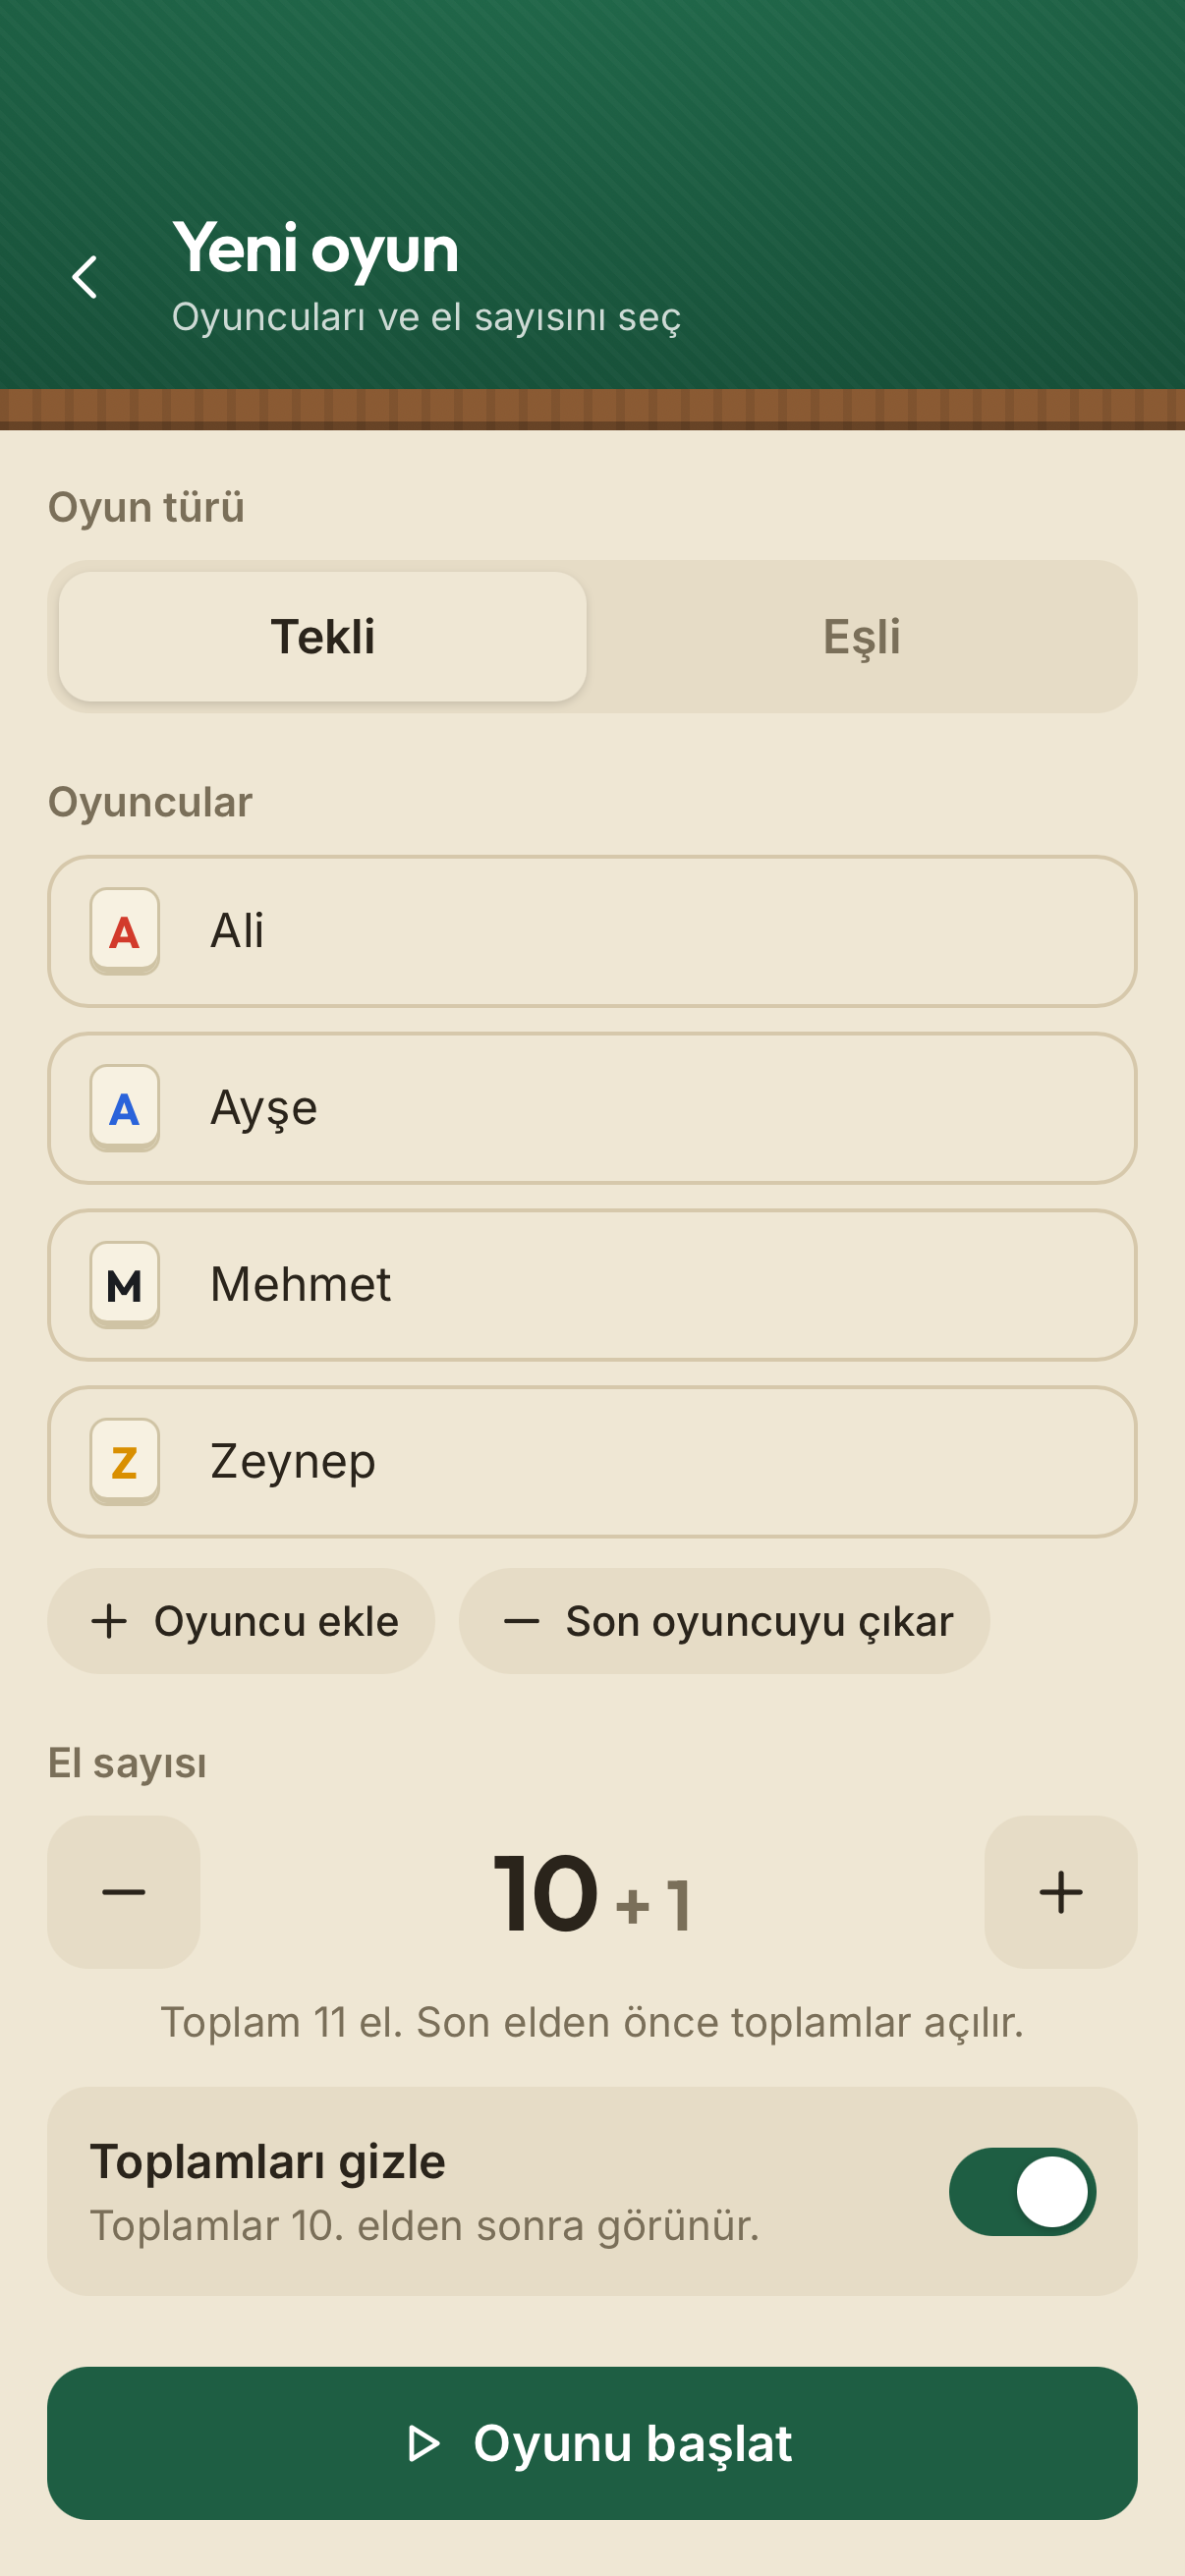 Yeni oyun
Oyuncuları ve el sayısını seç
Oyun türü
Tekli
Eşli
Oyuncular
A Ali
A Ayşe
M Mehmet
Z Zeynep
+ Oyuncu ekle
− Son oyuncuyu çıkar
El sayısı
− 10 + 1 +
Toplam 11 el. Son elden önce toplamlar açılır.
Toplamları gizle
Toplamlar 10. elden sonra görünür.
Oyunu başlat